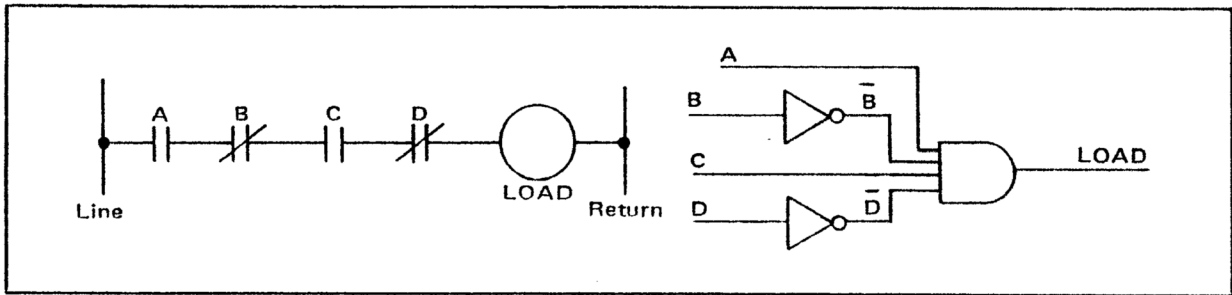 A B C D
LOAD
Line Return
A
B B̅
C
D D̅
LOAD